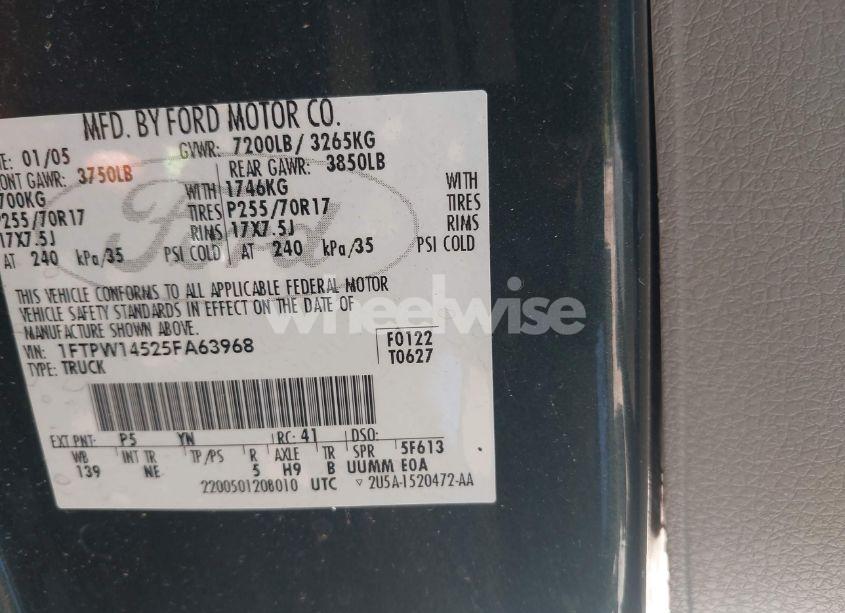 MFD. BY FORD MOTOR CO.
TE: 01/05 GVWR: 7200LB / 3265KG
ONT GAWR: 3750LB REAR GAWR: 3850LB
700KG WITH 1746KG WITH
P255/70R17 TIRES P255/70R17 TIRES
17X7.5J RIMS 17X7.5J RIMS
AT 240 kPa/35 PSI COLD AT 240 kPa/35 PSI COLD
Ford
THIS VEHICLE CONFORMS TO ALL APPLICABLE FEDERAL MOTOR
VEHICLE SAFETY STANDARDS IN EFFECT ON THE DATE OF
MANUFACTURE SHOWN ABOVE.
wheelwise
VIN: 1FTPW14525FA63968 F0122
TYPE: TRUCK T0627
EXT PNT: P5 YN RC: 41 DSO:
WB INT TR TP/PS R AXLE TR SPR 5F613
139 NE 5 H9 B UUMM EOA
2200501208010 UTC ▽ 2U5A-1520472-AA